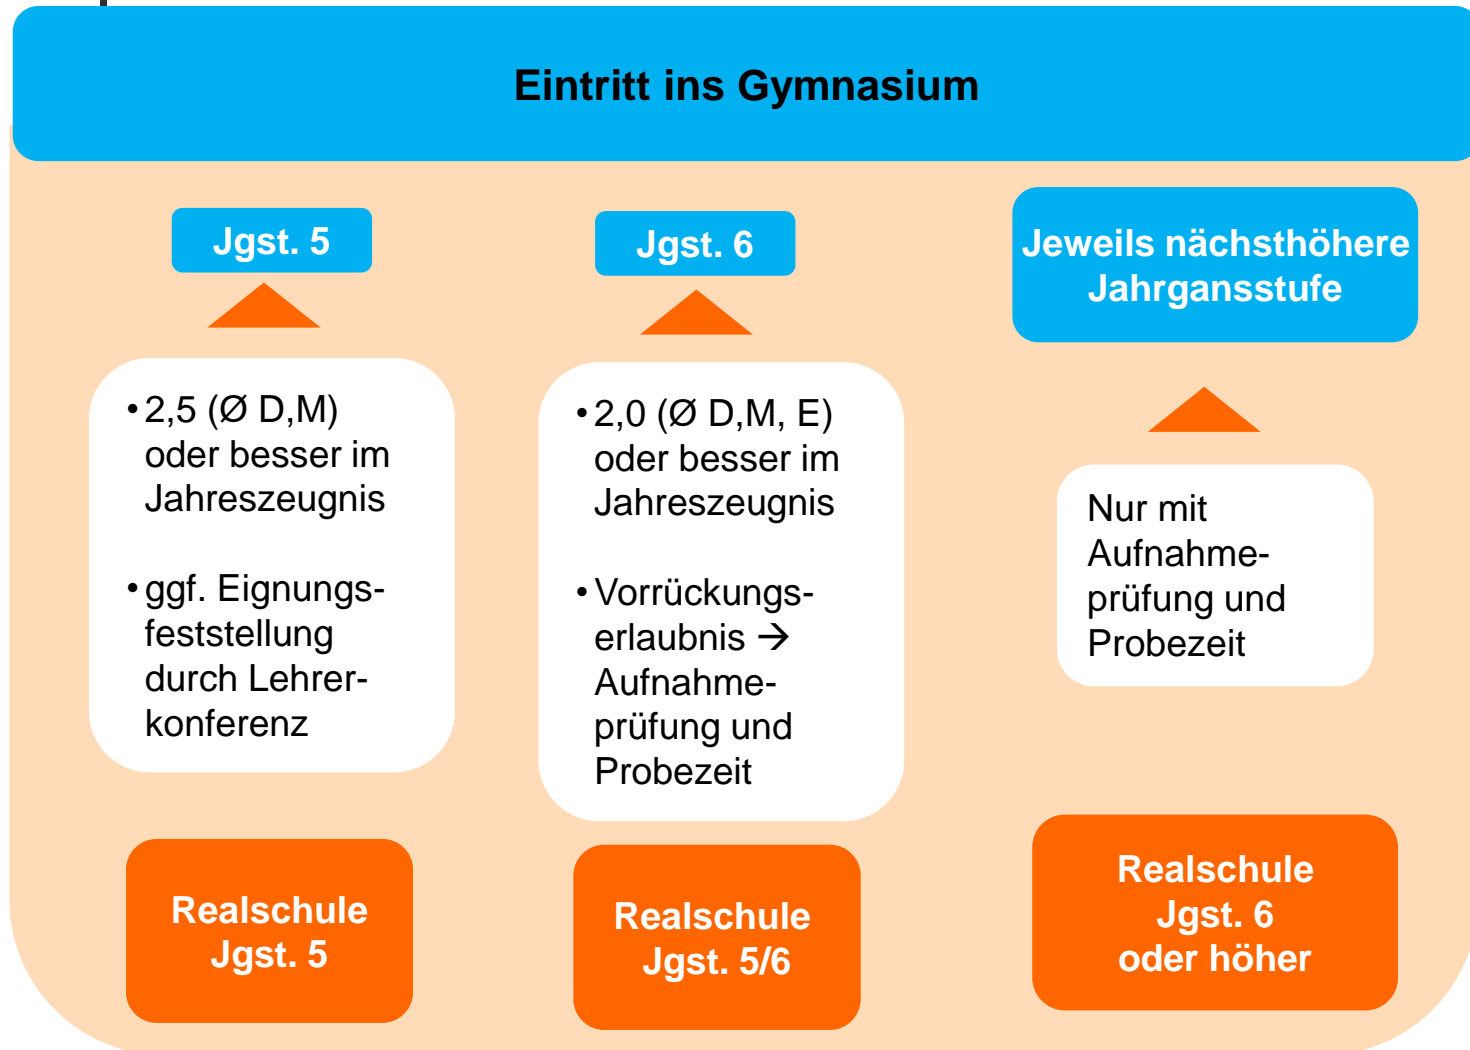 Eintritt ins Gymnasium
Jgst. 5
• 2,5 (Ø D,M)
oder besser im
Jahreszeugnis
• ggf. Eignungs-
feststellung
durch Lehrer-
konferenz
Realschule
Jgst. 5
Jgst. 6
• 2,0 (Ø D,M, E)
oder besser im
Jahreszeugnis
• Vorrückungs-
erlaubnis →
Aufnahme-
prüfung und
Probezeit
Realschule
Jgst. 5/6
Jeweils nächsthöhere
Jahrgansstufe
Nur mit
Aufnahme-
prüfung und
Probezeit
Realschule
Jgst. 6
oder höher